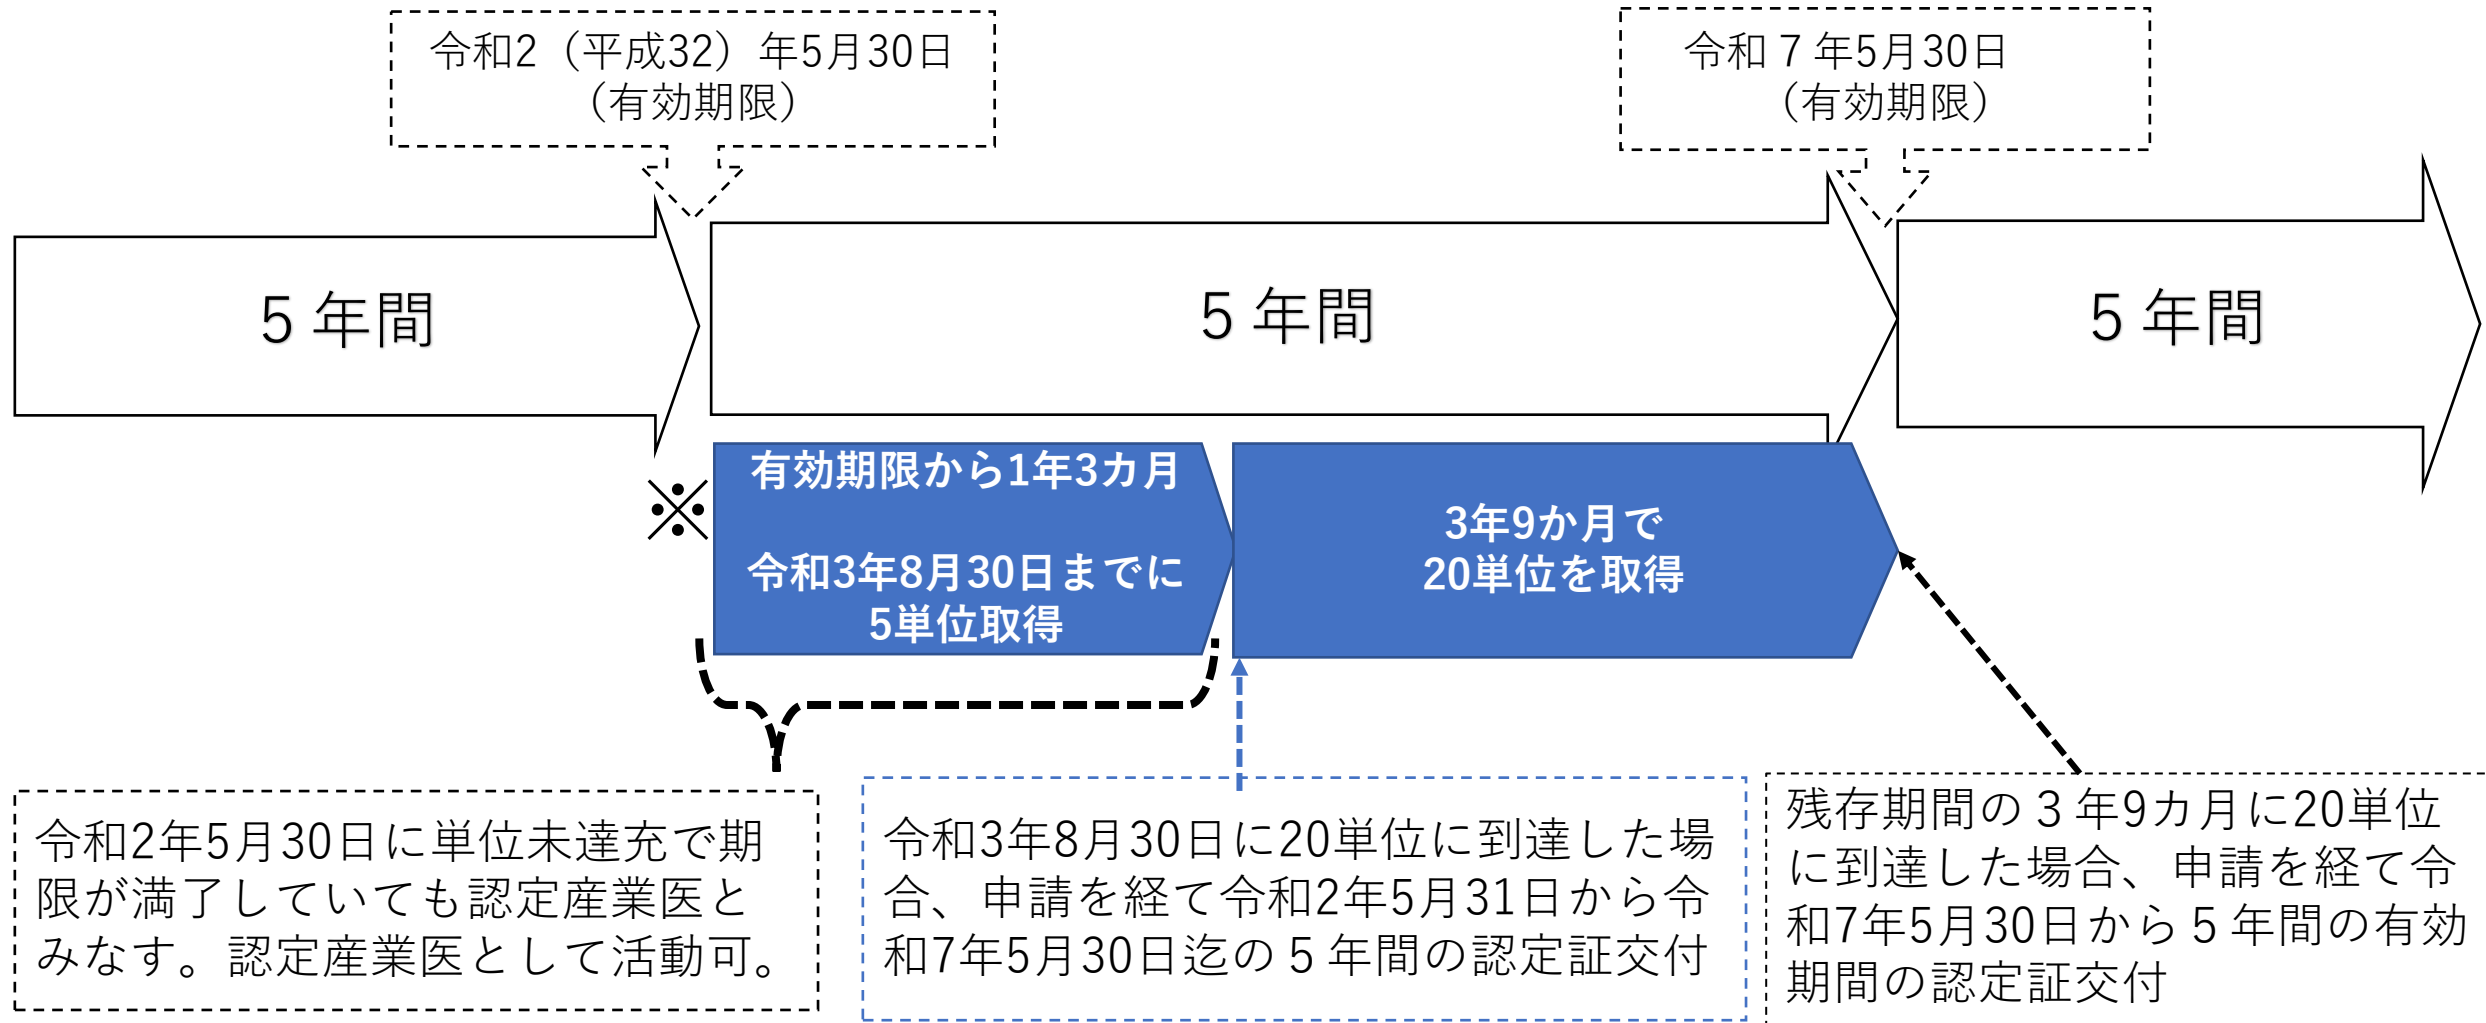 令和2（平成32）年5月30日
（有効期限）
令和７年5月30日
（有効期限）
５年間
５年間
５年間
※
有効期限から1年3カ月
令和3年8月30日までに
5単位取得
3年9か月で
20単位を取得
令和2年5月30日に単位未達充で期
限が満了していても認定産業医と
みなす。認定産業医として活動可。
令和3年8月30日に20単位に到達した場
合、申請を経て令和2年5月31日から令
和7年5月30日迄の５年間の認定証交付
残存期間の３年9カ月に20単位
に到達した場合、申請を経て令
和7年5月30日から５年間の有効
期間の認定証交付